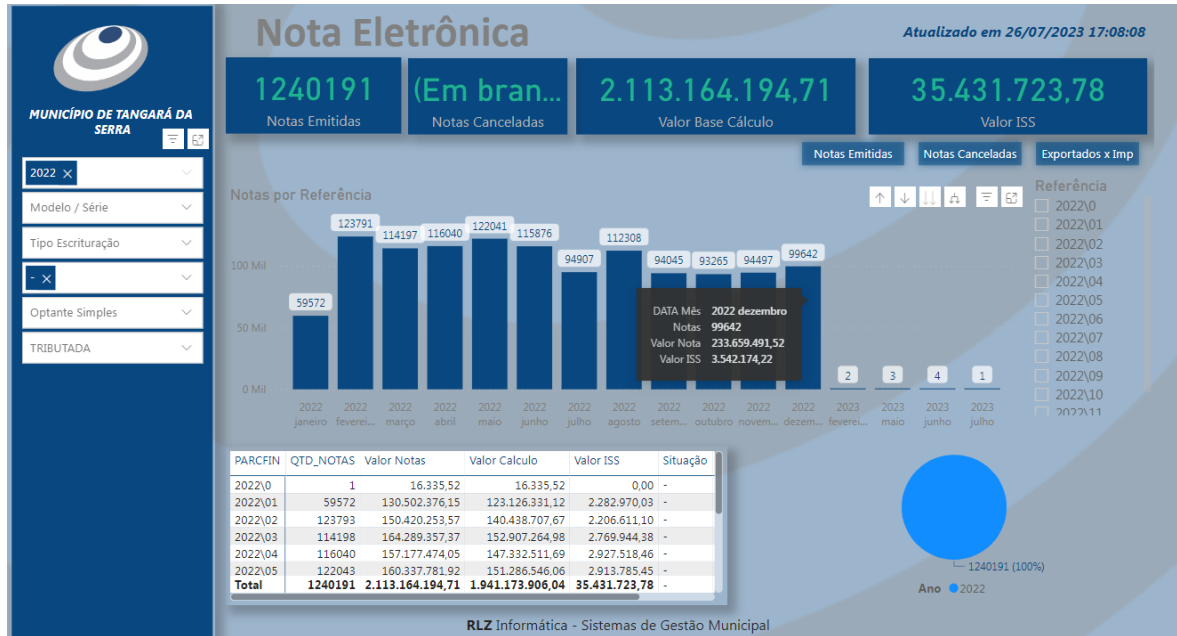 Nota Eletrônica
Atualizado em 26/07/2023 17:08:08
MUNICÍPIO DE TANGARÁ DA
SERRA
1240191
Notas Emitidas
(Em bran...
Notas Canceladas
2.113.164.194,71
Valor Base Cálculo
35.431.723,78
Valor ISS
2022
Modelo / Série
Tipo Escrituração
-
Optante Simples
TRIBUTADA
Notas Emitidas
Notas Canceladas
Exportados x Imp
Notas por Referência
100 Mil
50 Mil
0 Mil
59572
123791
114197
116040
122041
115876
94907
112308
94045
93265
94497
99642
2
3
4
1
DATA Mês 2022 dezembro
Notas 99642
Valor Nota 233.659.491,52
Valor ISS 3.542.174,22
2022 2022 2022 2022 2022 2022 2022 2022 2022 2022 2022 2022 2023 2023 2023 2023
janeiro feverei... março abril maio junho julho agosto setem... outubro novem... dezem... feverei... maio junho julho
Referência
2022\0
2022\01
2022\02
2022\03
2022\04
2022\05
2022\06
2022\07
2022\08
2022\09
2022\10
2022\11
PARCFIN QTD_NOTAS Valor Notas Valor Calculo Valor ISS Situação
2022\0 1 16.335,52 16.335,52 0,00 -
2022\01 59572 130.502.376,15 123.126.331,12 2.282.970,03 -
2022\02 123793 150.420.253,57 140.438.707,67 2.206.611,10 -
2022\03 114198 164.289.357,37 152.907.264,98 2.769.944,38 -
2022\04 116040 157.177.474,05 147.332.511,69 2.927.518,46 -
2022\05 122043 160.337.781,92 151.286.546,06 2.913.785,45 -
Total 1240191 2.113.164.194,71 1.941.173.906,04 35.431.723,78 -
1240191 (100%)
Ano 2022
RLZ Informática - Sistemas de Gestão Municipal